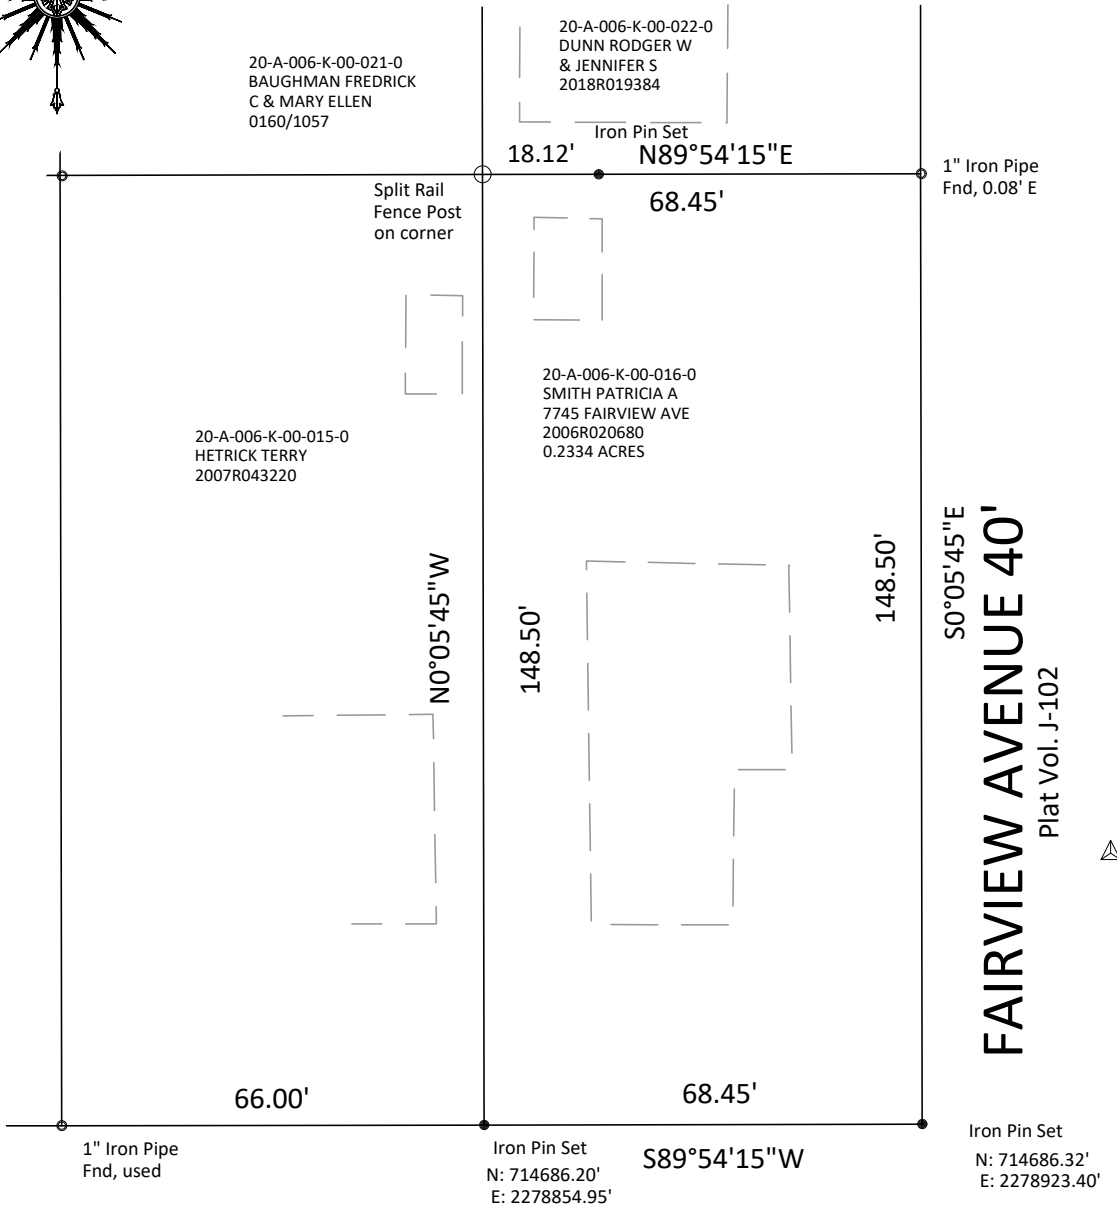 20-A-006-K-00-022-0
DUNN RODGER W
& JENNIFER S
2018R019384
20-A-006-K-00-021-0
BAUGHMAN FREDRICK
C & MARY ELLEN
0160/1057
Iron Pin Set
18.12'
N89°54'15"E
68.45'
1" Iron Pipe
Fnd, 0.08' E
Split Rail
Fence Post
on corner
20-A-006-K-00-016-0
SMITH PATRICIA A
7745 FAIRVIEW AVE
2006R020680
0.2334 ACRES
20-A-006-K-00-015-0
HETRICK TERRY
2007R043220
N0°05'45"W
148.50'
148.50'
S0°05'45"E
FAIRVIEW AVENUE 40'
Plat Vol. J-102
66.00'
68.45'
1" Iron Pipe
Fnd, used
Iron Pin Set
N: 714686.20'
E: 2278854.95'
S89°54'15"W
Iron Pin Set
N: 714686.32'
E: 2278923.40'